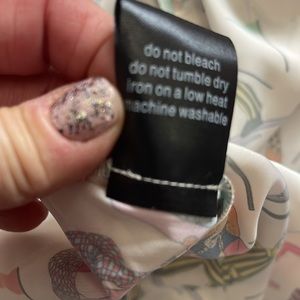 do not bleach
do not tumble dry
iron on a low heat
machine washable